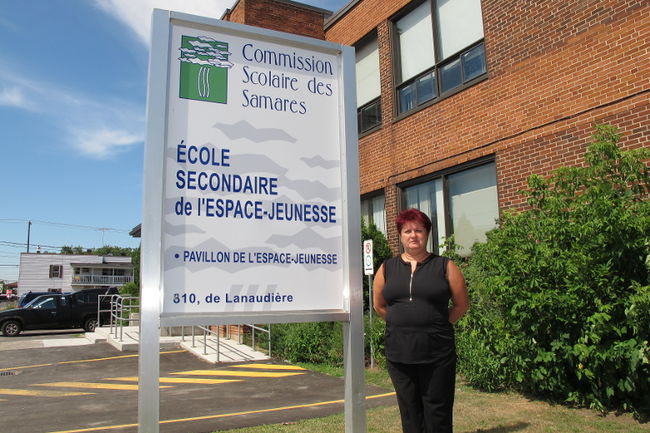 Commission
Scolaire des
Samares
ÉCOLE
SECONDAIRE
de l'ESPACE-JEUNESSE
• PAVILLON DE L'ESPACE-JEUNESSE
810, de Lanaudière